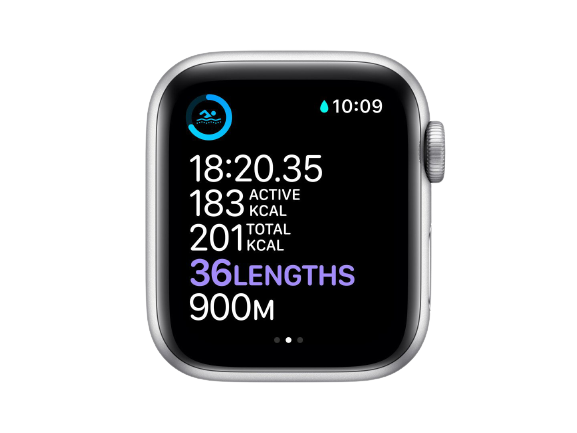 10:09
18:20.35
183 ACTIVE KCAL
201 TOTAL KCAL
36LENGTHS
900M